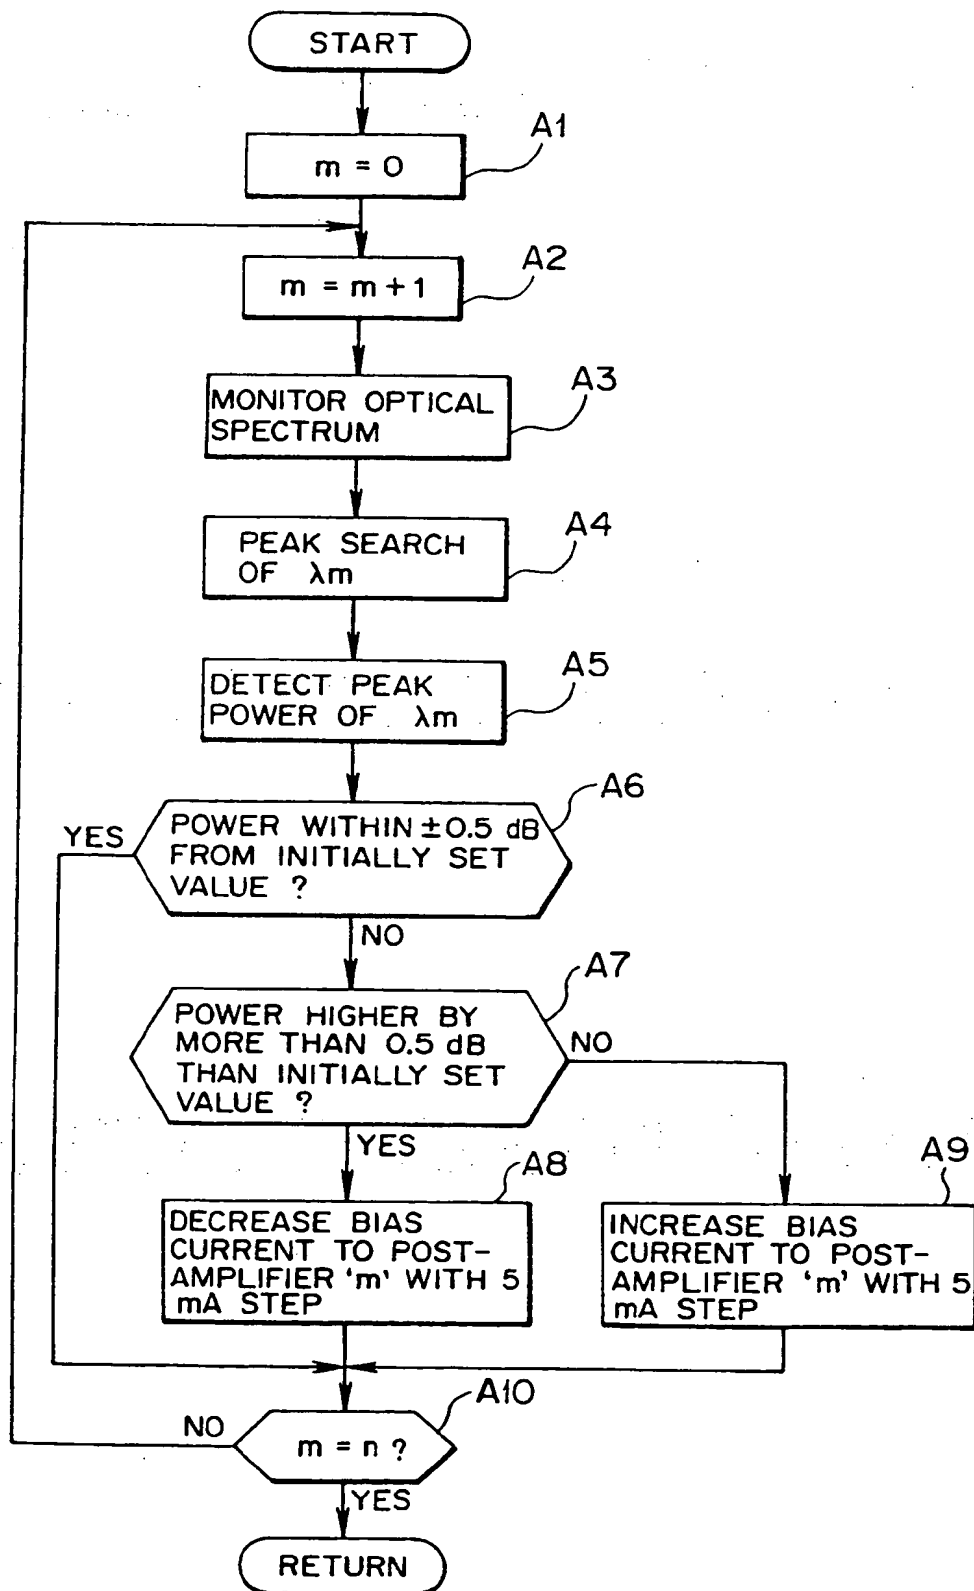 START
A1
m = 0
A2
m = m + 1
A3
MONITOR OPTICAL
SPECTRUM
A4
PEAK SEARCH
OF λm
A5
DETECT PEAK
POWER OF λm
A6
YES
POWER WITHIN ±0.5 dB
FROM INITIALLY SET
VALUE ?
NO
A7
POWER HIGHER BY
MORE THAN 0.5 dB
THAN INITIALLY SET
VALUE ?
NO
YES
A8
DECREASE BIAS
CURRENT TO POST-
AMPLIFIER ‘m’ WITH 5
mA STEP
A9
INCREASE BIAS
CURRENT TO POST-
AMPLIFIER ‘m’ WITH 5
mA STEP
A10
NO
m = n ?
YES
RETURN